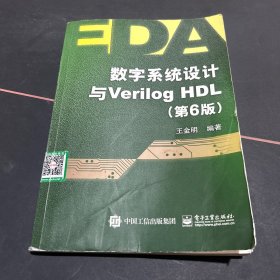 EDA
数字系统设计
与Verilog HDL
(第6版)
王金明 编著
中国工信出版集团
电子工业出版社